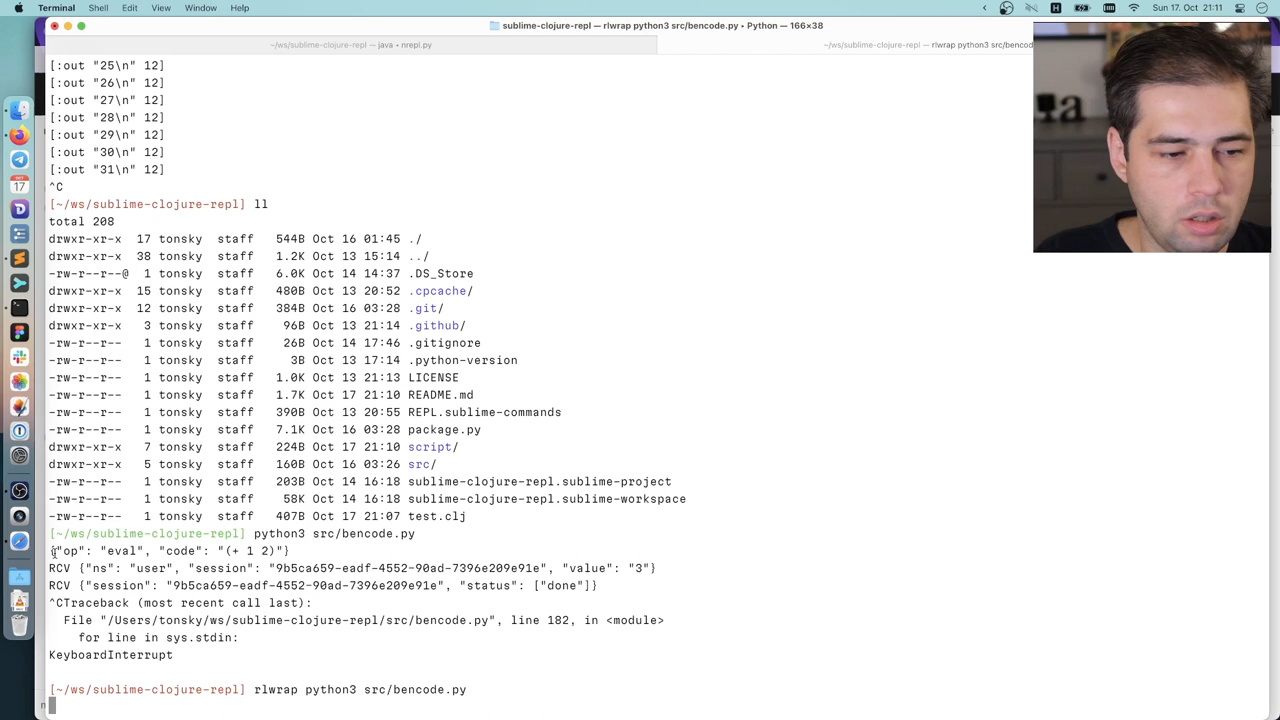 Terminal Shell Edit View Window Help
Sun 17. Oct 21:11
sublime-clojure-repl — rlwrap python3 src/bencode.py • Python — 166×38
~/ws/sublime-clojure-repl — java • nrepl.py
~/ws/sublime-clojure-repl — rlwrap python3 src/bencod
[:out "25\n" 12]
[:out "26\n" 12]
[:out "27\n" 12]
[:out "28\n" 12]
[:out "29\n" 12]
[:out "30\n" 12]
[:out "31\n" 12]
^C
[~/ws/sublime-clojure-repl] ll
total 208
drwxr-xr-x 17 tonsky staff 544B Oct 16 01:45 ./
drwxr-xr-x 38 tonsky staff 1.2K Oct 13 15:14 ../
-rw-r--r--@ 1 tonsky staff 6.0K Oct 14 14:37 .DS_Store
drwxr-xr-x 15 tonsky staff 480B Oct 13 20:52 .cpcache/
drwxr-xr-x 12 tonsky staff 384B Oct 16 03:28 .git/
drwxr-xr-x 3 tonsky staff 96B Oct 13 21:14 .github/
-rw-r--r-- 1 tonsky staff 26B Oct 14 17:46 .gitignore
-rw-r--r-- 1 tonsky staff 3B Oct 13 17:14 .python-version
-rw-r--r-- 1 tonsky staff 1.0K Oct 13 21:13 LICENSE
-rw-r--r-- 1 tonsky staff 1.7K Oct 17 21:10 README.md
-rw-r--r-- 1 tonsky staff 390B Oct 13 20:55 REPL.sublime-commands
-rw-r--r-- 1 tonsky staff 7.1K Oct 16 03:28 package.py
drwxr-xr-x 7 tonsky staff 224B Oct 17 21:10 script/
drwxr-xr-x 5 tonsky staff 160B Oct 16 03:26 src/
-rw-r--r-- 1 tonsky staff 203B Oct 14 16:18 sublime-clojure-repl.sublime-project
-rw-r--r-- 1 tonsky staff 58K Oct 14 16:18 sublime-clojure-repl.sublime-workspace
-rw-r--r-- 1 tonsky staff 407B Oct 17 21:07 test.clj
[~/ws/sublime-clojure-repl] python3 src/bencode.py
{"op": "eval", "code": "(+ 1 2)"}
RCV {"ns": "user", "session": "9b5ca659-eadf-4552-90ad-7396e209e91e", "value": "3"}
RCV {"session": "9b5ca659-eadf-4552-90ad-7396e209e91e", "status": ["done"]}
^CTraceback (most recent call last):
File "/Users/tonsky/ws/sublime-clojure-repl/src/bencode.py", line 182, in <module>
for line in sys.stdin:
KeyboardInterrupt
[~/ws/sublime-clojure-repl] rlwrap python3 src/bencode.py